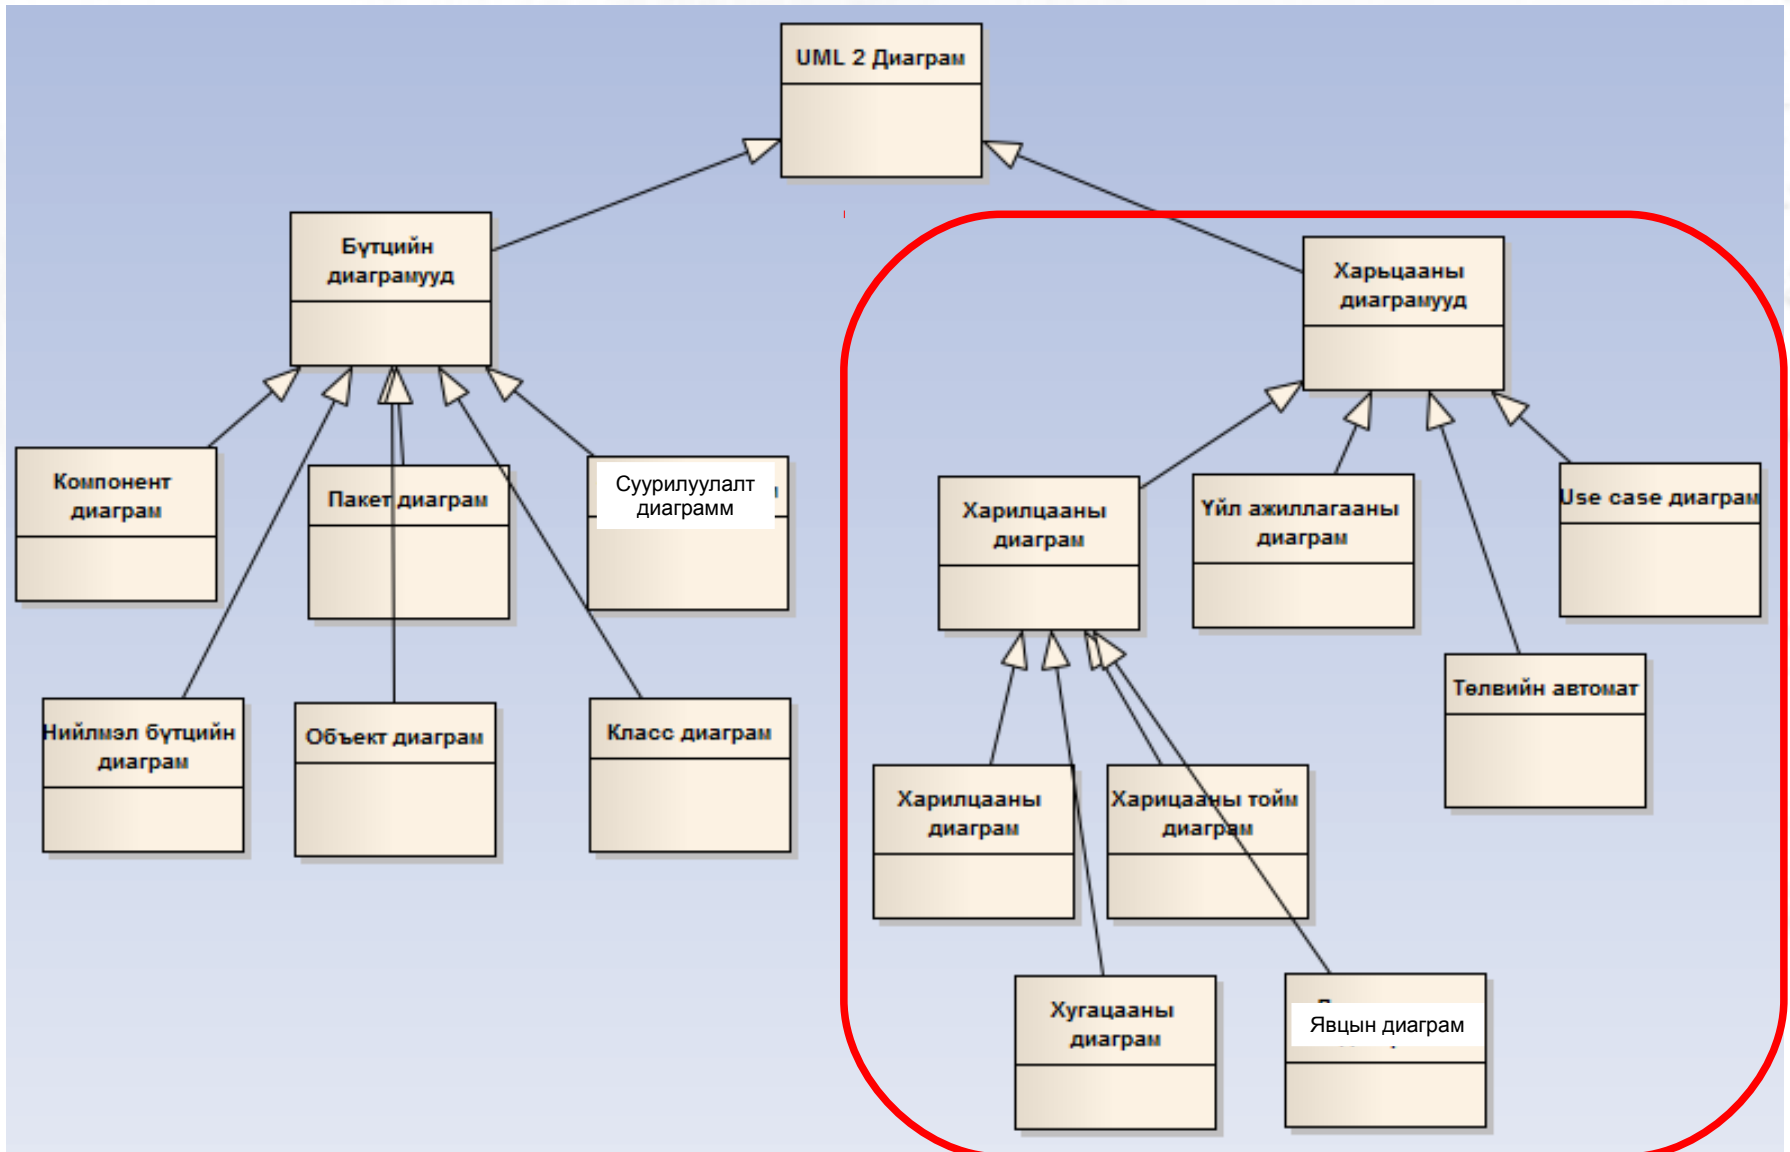 UML 2 Диаграм
Бүтцийн
диаграмууд
Харьцааны
диаграмууд
Компонент
диаграм
Пакет диаграм
Суурилуулалт
диаграмм
Харилцааны
диаграм
Үйл ажиллагааны
диаграм
Use case диаграм
Төлвийн автомат
Нийлмэл бүтцийн
диаграм
Объект диаграм
Класс диаграм
Харилцааны
диаграм
Харицааны тойм
диаграм
Хугацааны
диаграм
Явцын диаграм